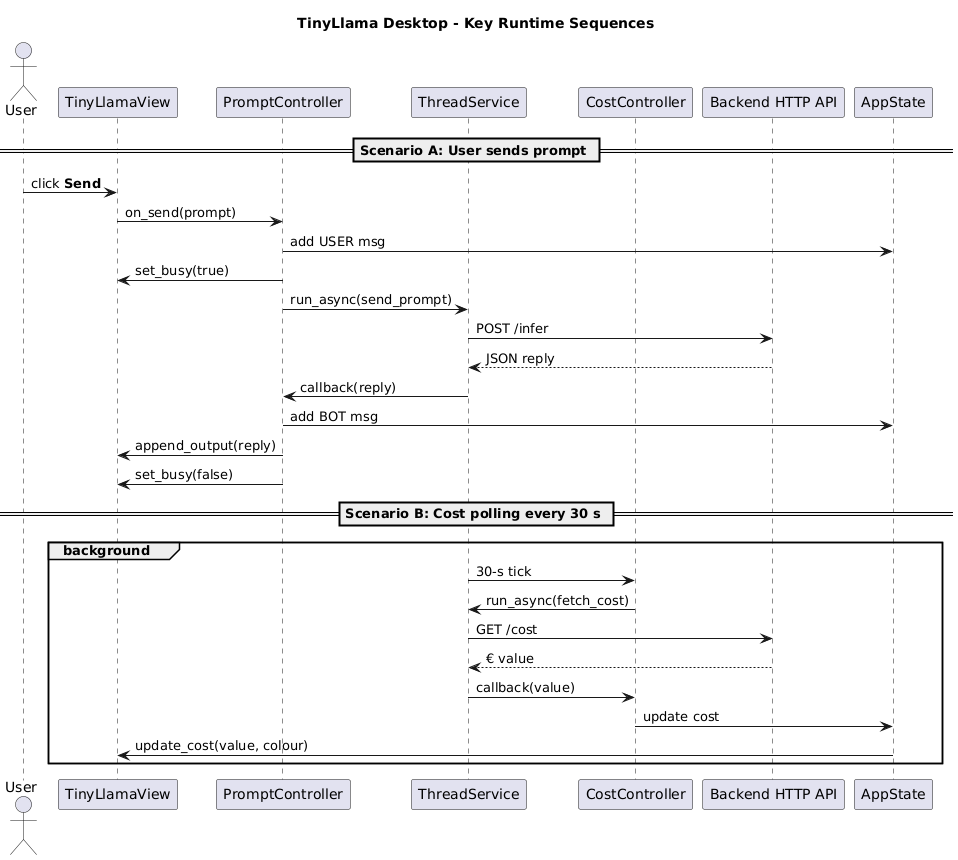 TinyLlama Desktop - Key Runtime Sequences
User
TinyLlamaView
PromptController
ThreadService
CostController
Backend HTTP API
AppState
Scenario A: User sends prompt
click Send
on_send(prompt)
add USER msg
set_busy(true)
run_async(send_prompt)
POST /infer
JSON reply
callback(reply)
add BOT msg
append_output(reply)
set_busy(false)
Scenario B: Cost polling every 30 s
background
30-s tick
run_async(fetch_cost)
GET /cost
€ value
callback(value)
update cost
update_cost(value, colour)
User
TinyLlamaView
PromptController
ThreadService
CostController
Backend HTTP API
AppState